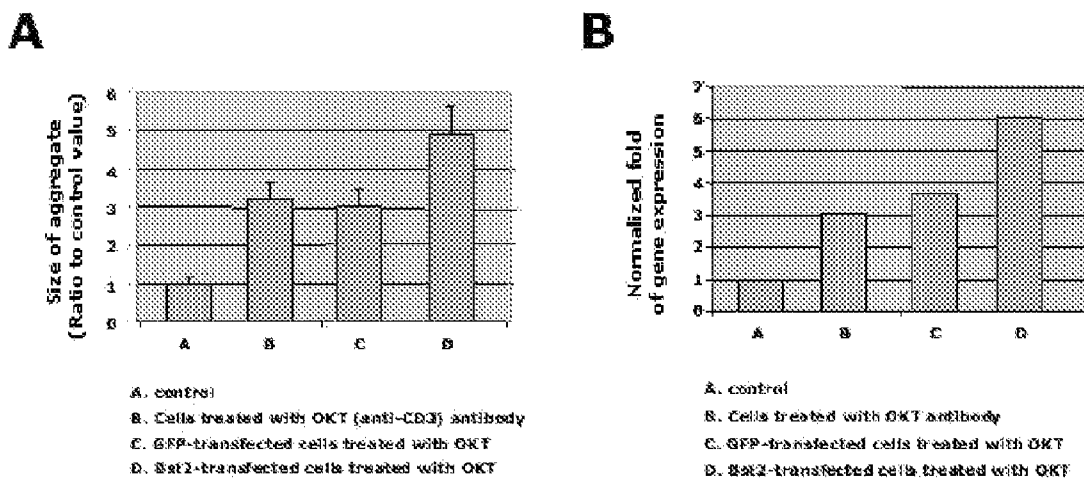 A
Size of aggregate
(Ratio to control value)
6
5
4
3
2
1
0
A B C D
A. control
B. Cells treated with OKT (anti-CD3) antibody
C. GFP-transfected cells treated with OKT
D. Bst2-transfected cells treated with OKT
B
Normalized fold
of gene expression
7
6
5
4
3
2
1
0
A B C D
A. control
B. Cells treated with OKT antibody
C. GFP-transfected cells treated with OKT
D. Bst2-transfected cells treated with OKT